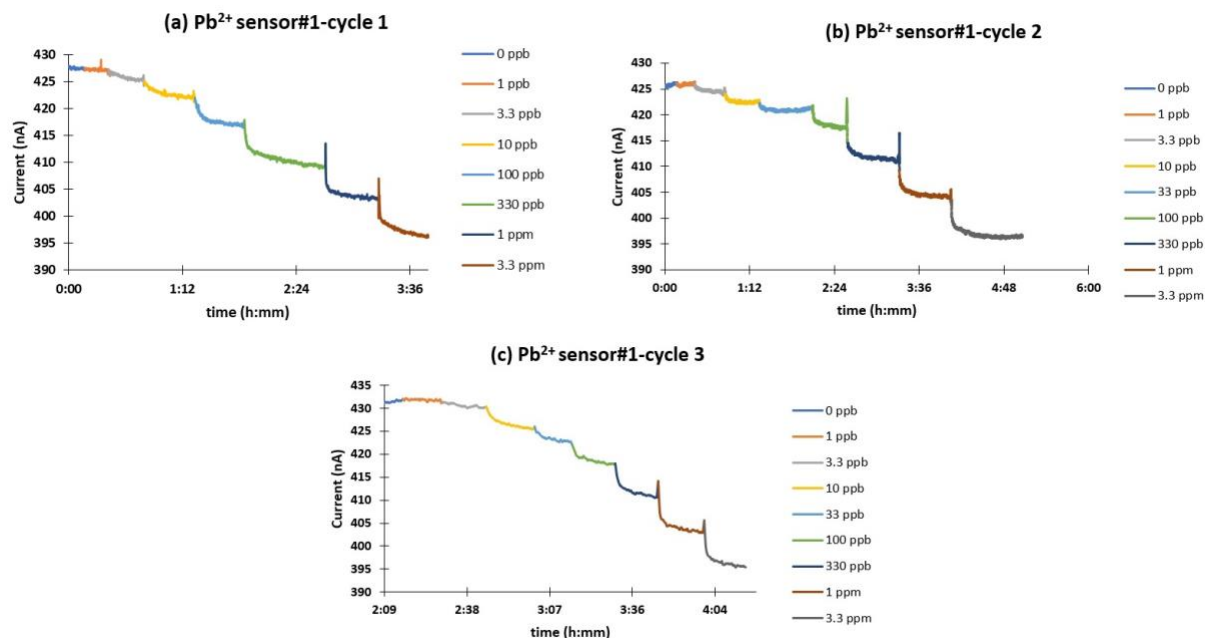 (a) Pb²⁺ sensor#1-cycle 1
Current (nA)
430
425
420
415
410
405
400
395
390
0:00 1:12 2:24 3:36
time (h:mm)
0 ppb
1 ppb
3.3 ppb
10 ppb
100 ppb
330 ppb
1 ppm
3.3 ppm
(b) Pb²⁺ sensor#1-cycle 2
Current (nA)
430
425
420
415
410
405
400
395
390
0:00 1:12 2:24 3:36 4:48 6:00
time (h:mm)
0 ppb
1 ppb
3.3 ppb
10 ppb
33 ppb
100 ppb
330 ppb
1 ppm
3.3 ppm
(c) Pb²⁺ sensor#1-cycle 3
Current (nA)
435
430
425
420
415
410
405
400
395
390
2:09 2:38 3:07 3:36 4:04
time (h:mm)
0 ppb
1 ppb
3.3 ppb
10 ppb
33 ppb
100 ppb
330 ppb
1 ppm
3.3 ppm